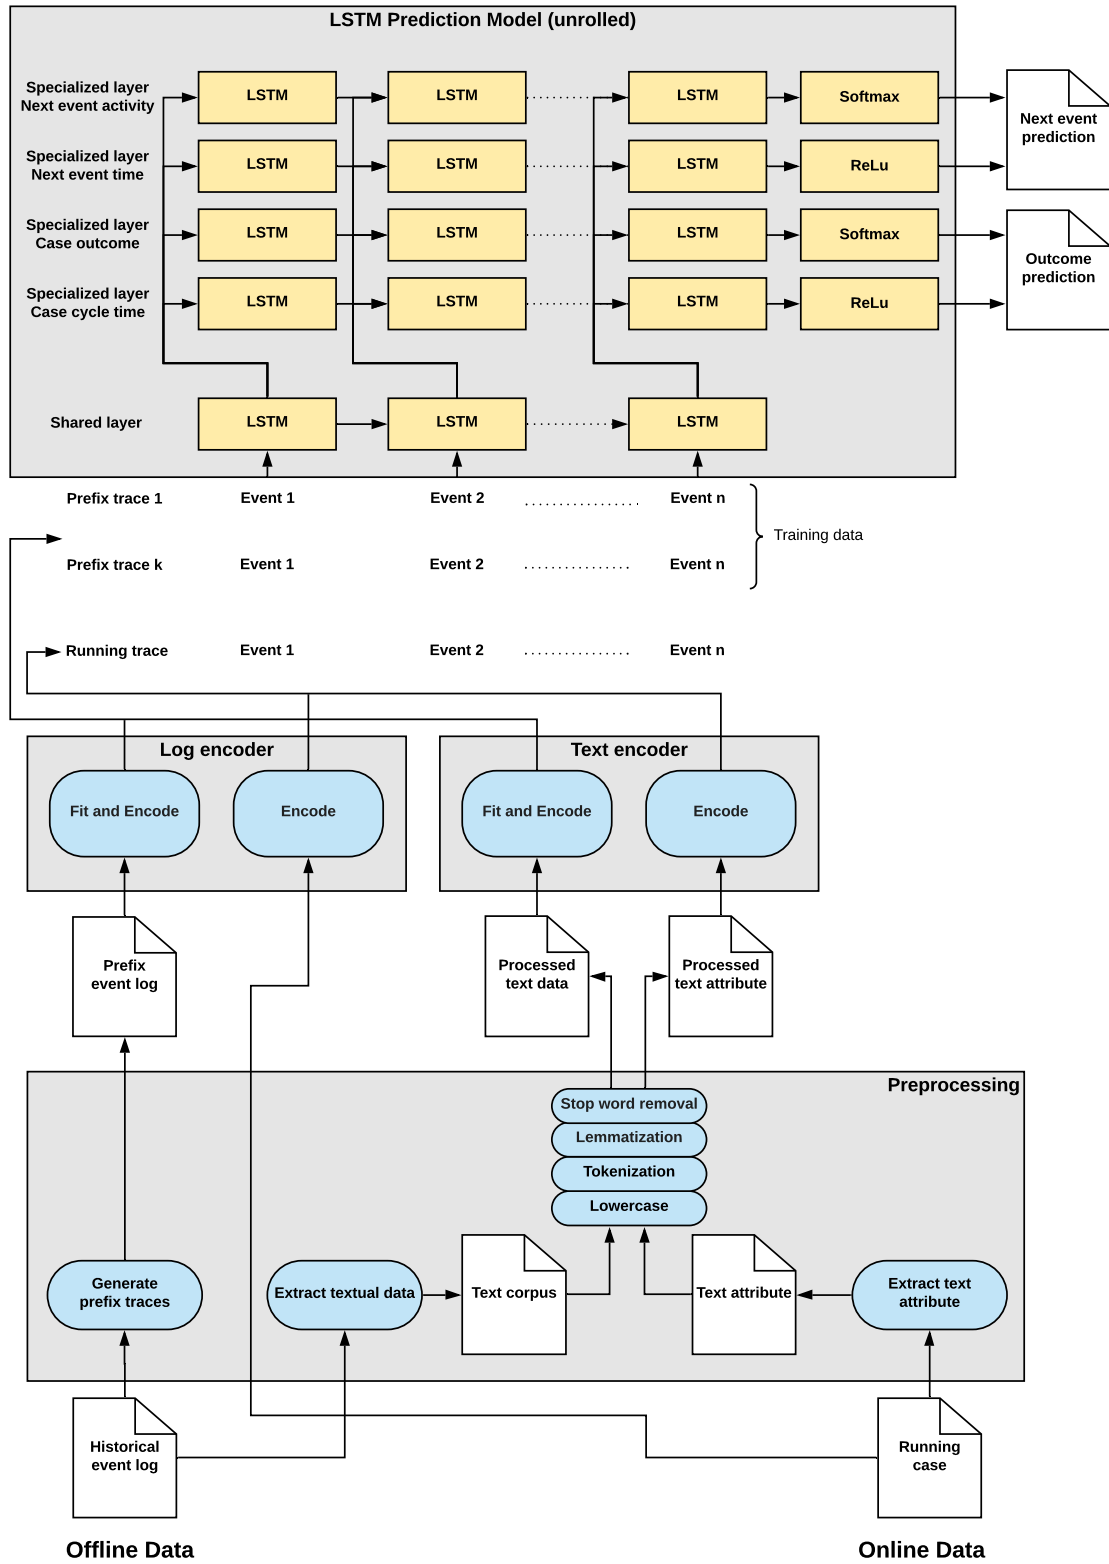 LSTM Prediction Model (unrolled)
Specialized layer
Next event activity
LSTM
LSTM
LSTM
Softmax
Next event
prediction
Specialized layer
Next event time
LSTM
LSTM
LSTM
ReLu
Specialized layer
Case outcome
LSTM
LSTM
LSTM
Softmax
Outcome
prediction
Specialized layer
Case cycle time
LSTM
LSTM
LSTM
ReLu
Shared layer
LSTM
LSTM
LSTM
Prefix trace 1
Event 1
Event 2
Event n
Training data
Prefix trace k
Event 1
Event 2
Event n
Running trace
Event 1
Event 2
Event n
Log encoder
Fit and Encode
Encode
Text encoder
Fit and Encode
Encode
Prefix
event log
Processed
text data
Processed
text attribute
Preprocessing
Stop word removal
Lemmatization
Tokenization
Lowercase
Generate
prefix traces
Extract textual data
Text corpus
Text attribute
Extract text
attribute
Historical
event log
Running
case
Offline Data
Online Data